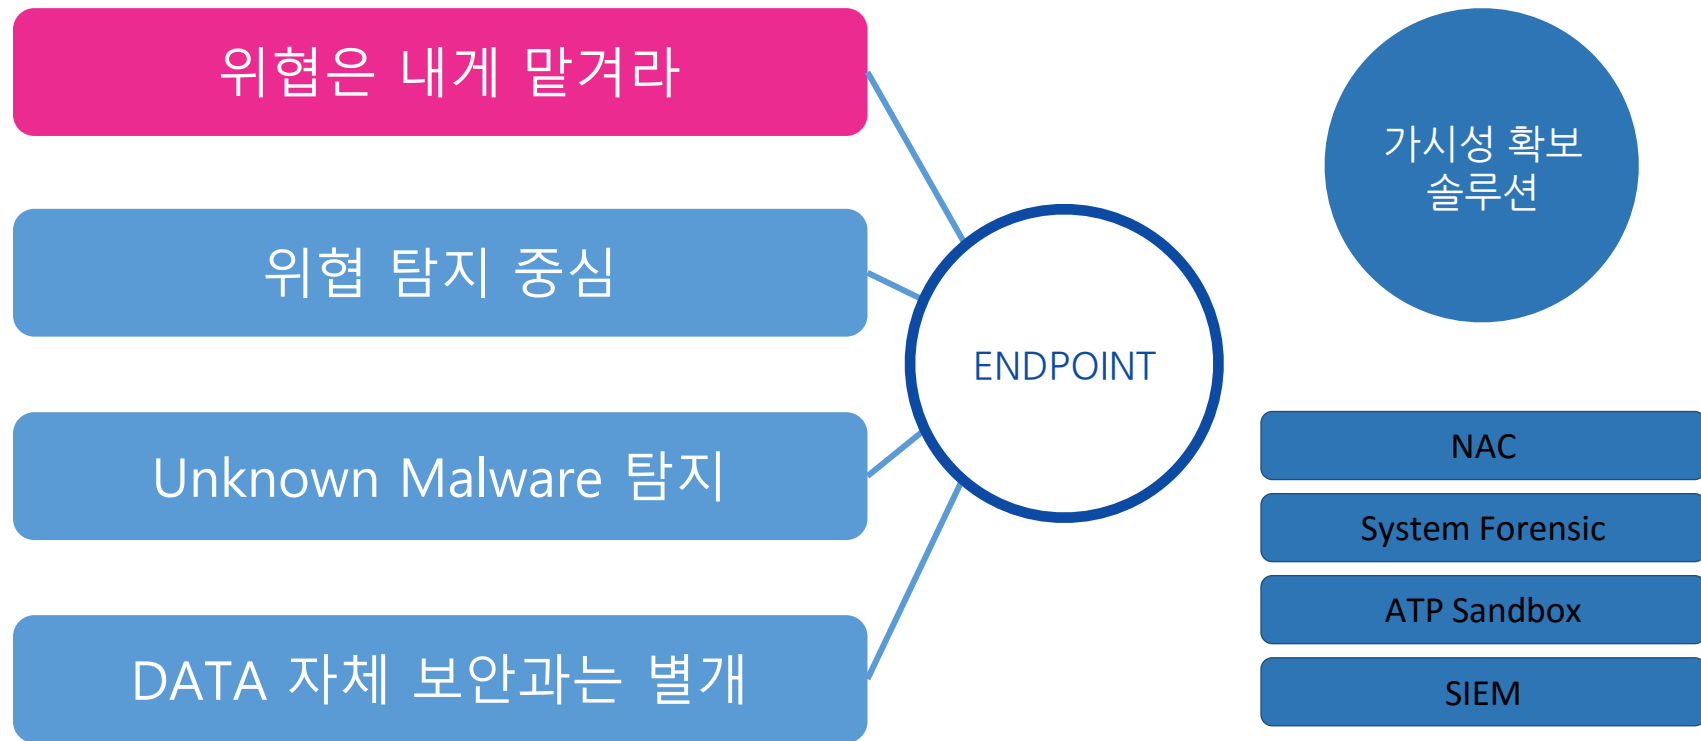 위협은 내게 맡겨라
위협 탐지 중심
Unknown Malware 탐지
DATA 자체 보안과는 별개
ENDPOINT
가시성 확보
솔루션
NAC
System Forensic
ATP Sandbox
SIEM